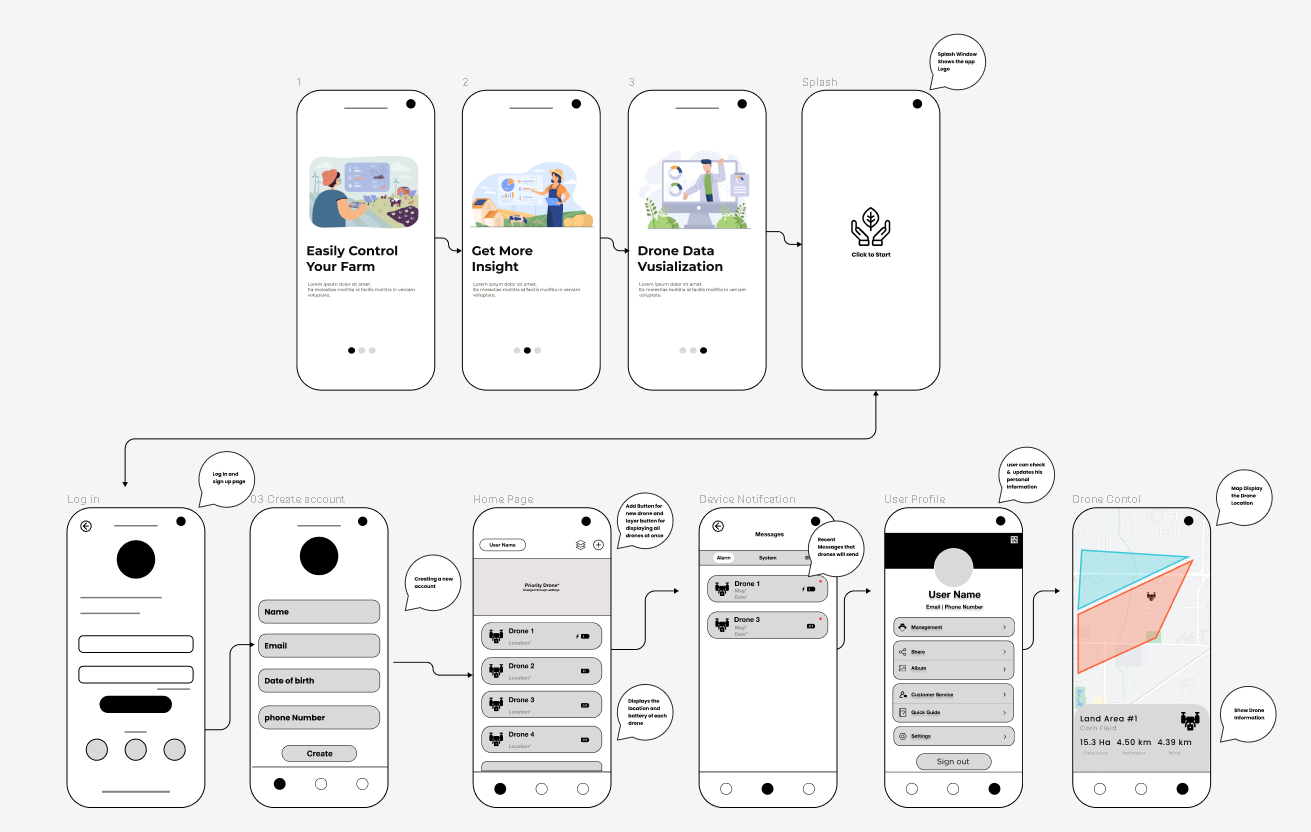 Splash Window
Shows the app
Logo
1
2
3
Splash
Easily Control
Your Farm
Lorem ipsum dolor sit amet.
Ea molestias mollitia id facilis mollitia in veniam
voluptate.
Get More
Insight
Lorem ipsum dolor sit amet.
Ea molestias mollitia id facilis mollitia in veniam
voluptate.
Drone Data
Vusialization
Lorem ipsum dolor sit amet.
Ea molestias mollitia id facilis mollitia in veniam
voluptate.
Click to Start
Log in
Log in and
sign up page
03 Create account
Name
Email
Date of birth
phone Number
Create
Creating a new
account
Home Page
User Name
Priority Drone*
Drone 1
Location*
Drone 2
Location*
Drone 3
Location*
Drone 4
Location*
Add Button for
new drone and
layer button for
displaying all
drones at once
Displays the
location and
battery of each
drone
Device Notifcation
Messages
Alarm
System
Drone 1
Msg*
Date*
Drone 3
Msg*
Date*
Recent
Messages that
drones will send
User Profile
User Name
Email | Phone Number
Management
Share
Album
Customer Service
Quick Guide
Settings
Sign out
user can check
& updates his
personal
information
Drone Contol
Land Area #1
Corn Field
15.3 Ha 4.50 km 4.39 km
Perimeter
Map Display
the Drone
Location
Show Drone
Information